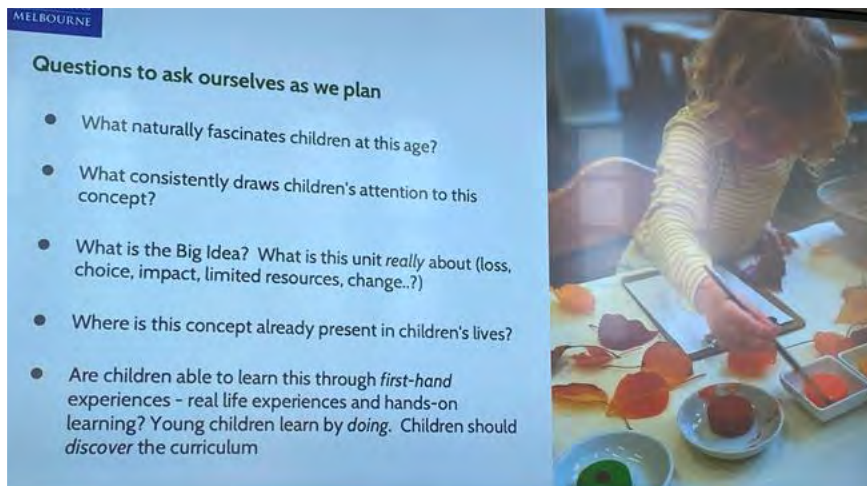 MELBOURNE
Questions to ask ourselves as we plan
● What naturally fascinates children at this age?
● What consistently draws children's attention to this
concept?
● What is the Big Idea? What is this unit really about (loss,
choice, impact, limited resources, change..?)
● Where is this concept already present in children's lives?
● Are children able to learn this through first-hand
experiences - real life experiences and hands-on
learning? Young children learn by doing. Children should
discover the curriculum